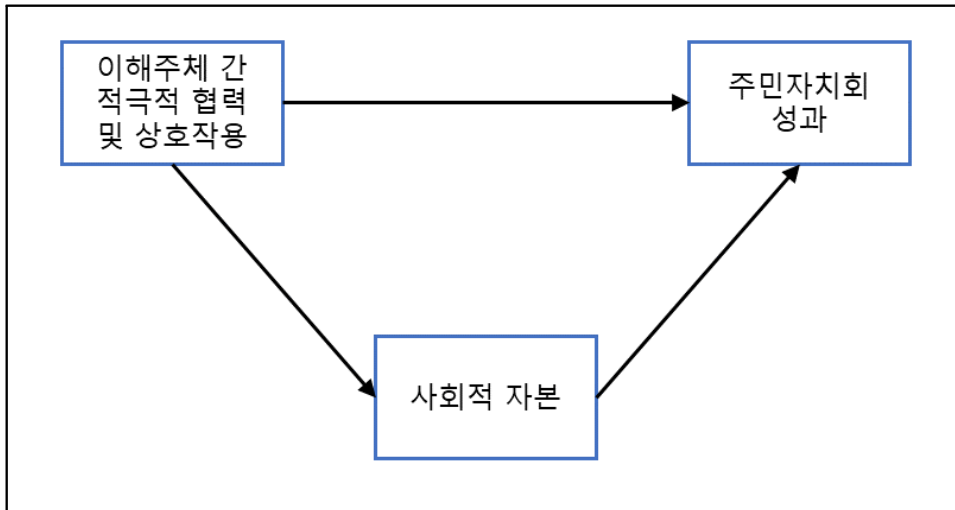 이해주체 간
적극적 협력
및 상호작용
주민자치회
성과
사회적 자본